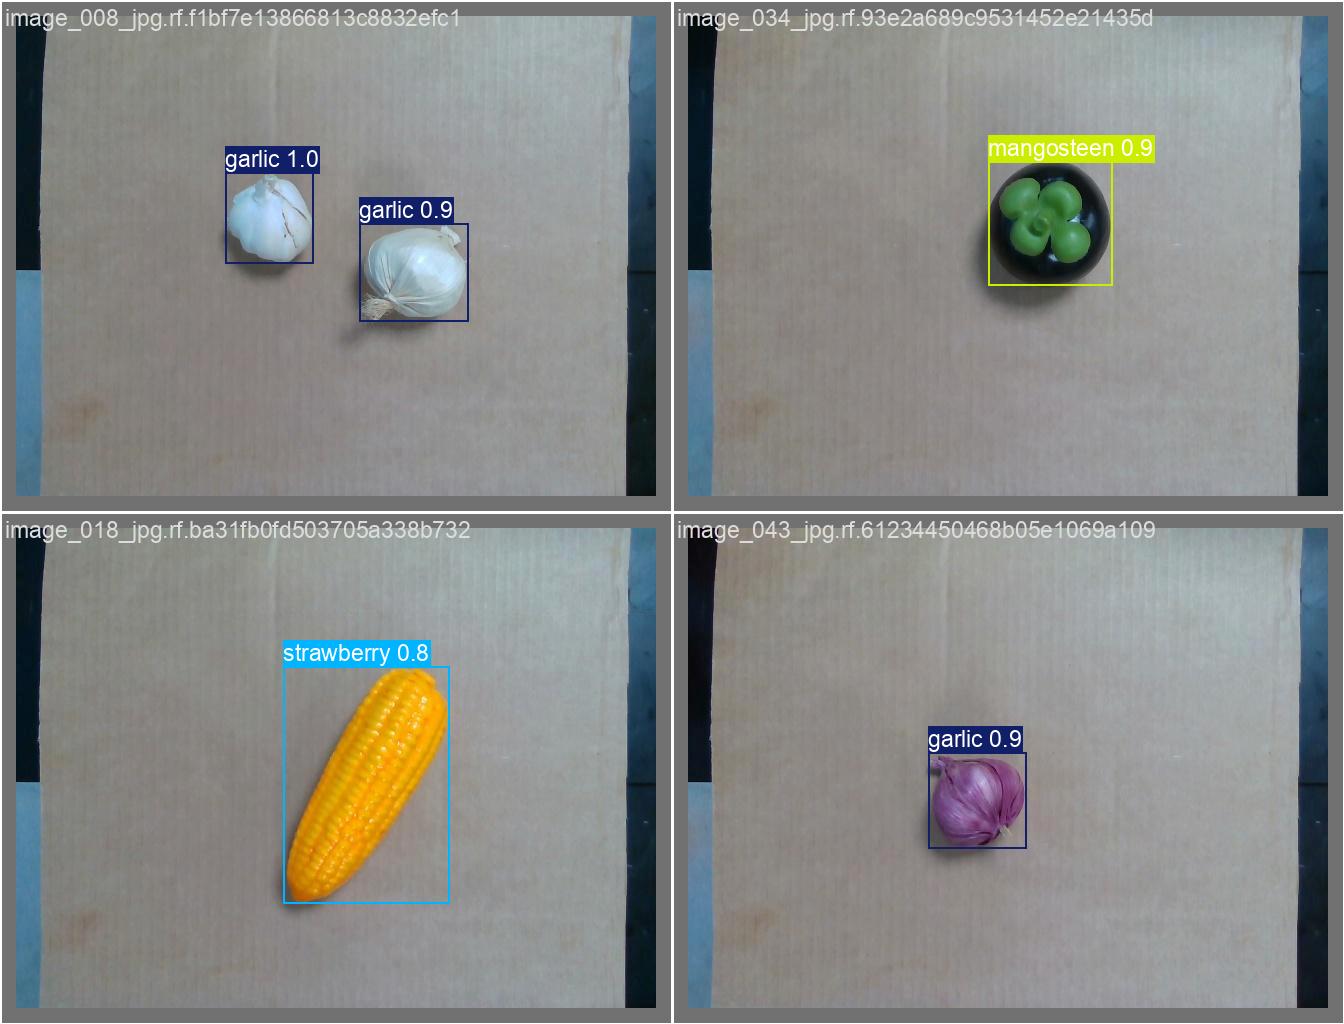 image_008_jpg.rf.f1bf7e13866813c8832efc1
garlic 1.0
garlic 0.9
image_034_jpg.rf.93e2a689c9531452e21435d
mangosteen 0.9
image_018_jpg.rf.ba31fb0fd503705a338b732
strawberry 0.8
image_043_jpg.rf.61234450468b05e1069a109
garlic 0.9